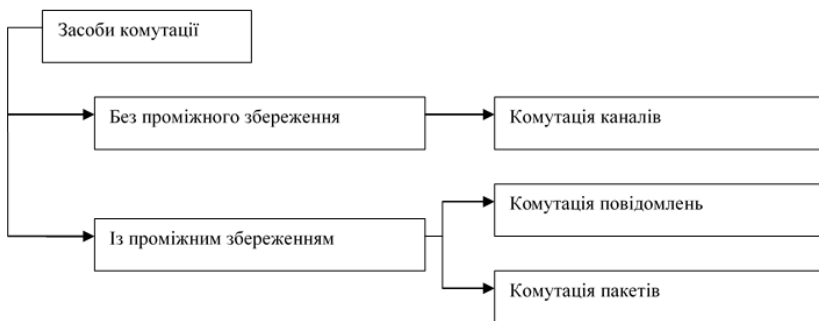 Засоби комутації
Без проміжного збереження
Комутація каналів
Комутація повідомлень
Із проміжним збереженням
Комутація пакетів